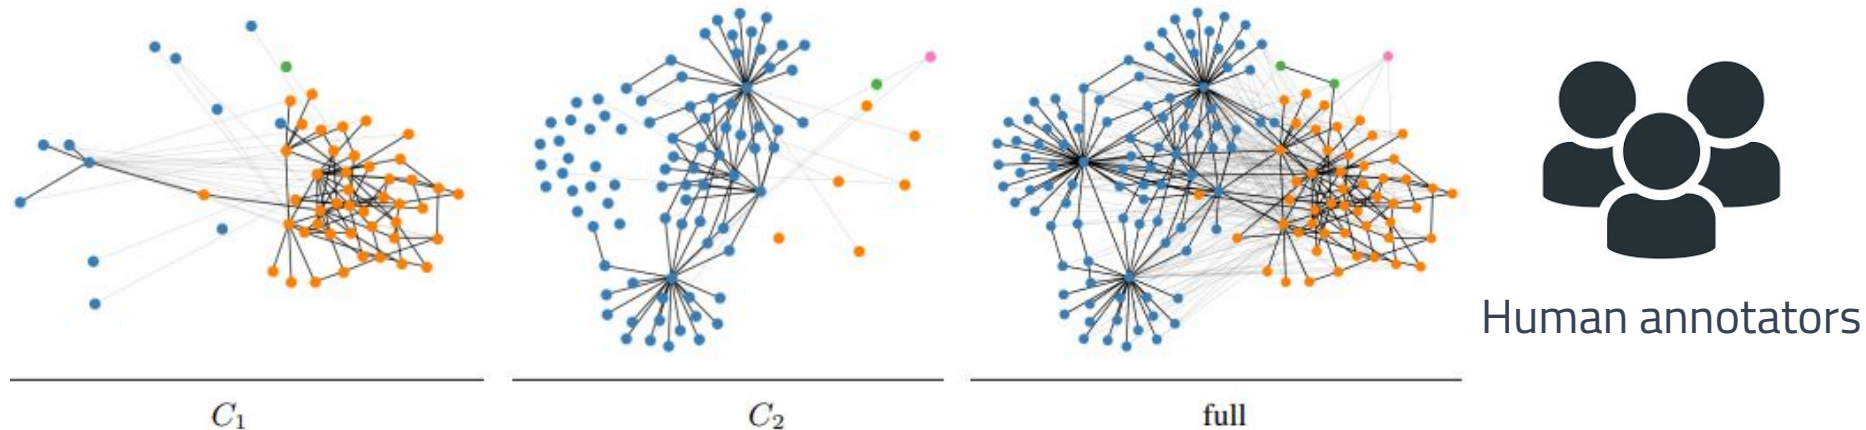 Human annotators
C₁
C₂
full